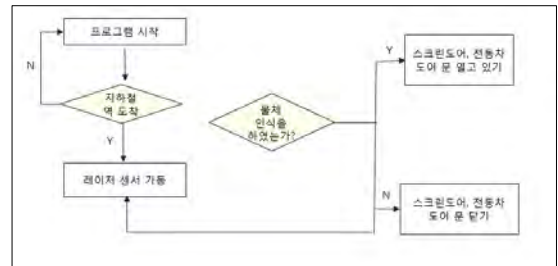 프로그램 시작
N
지하철
역 도착
Y
레이저 센서 가동
물체
인식을
하였는가?
Y
스크린도어, 전동차
도어 문 열고 있기
N
스크린도어, 전동차
도어 문 닫기